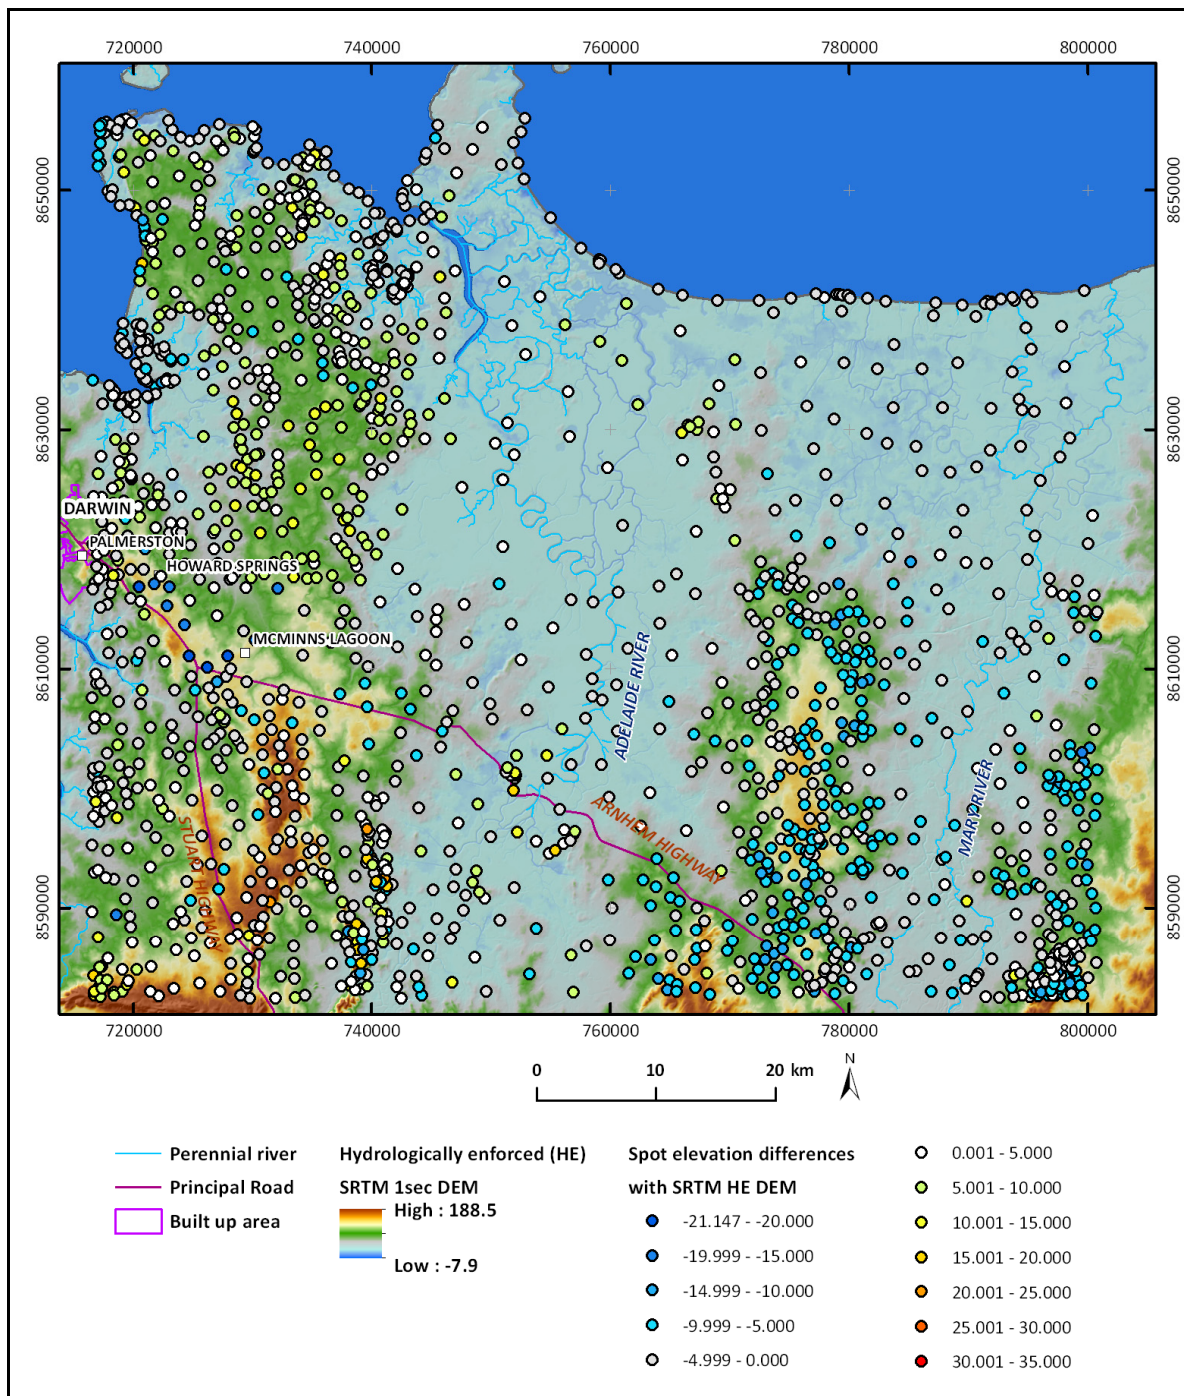 720000 740000 760000 780000 800000
8650000 8650000
8630000 8630000
DARWIN
PALMERSTON
HOWARD SPRINGS
MCMINNS LAGOON
8610000 8610000
ADELAIDE RIVER
ARNHEM HIGHWAY
MARY RIVER
STUART HIGHWAY
8590000 8590000
720000 740000 760000 780000 800000
0 10 20 km
N
Perennial river
Principal Road
Built up area
Hydrologically enforced (HE)
SRTM 1sec DEM
High : 188.5
Low : -7.9
Spot elevation differences
with SRTM HE DEM
-21.147 - -20.000
-19.999 - -15.000
-14.999 - -10.000
-9.999 - -5.000
-4.999 - 0.000
0.001 - 5.000
5.001 - 10.000
10.001 - 15.000
15.001 - 20.000
20.001 - 25.000
25.001 - 30.000
30.001 - 35.000